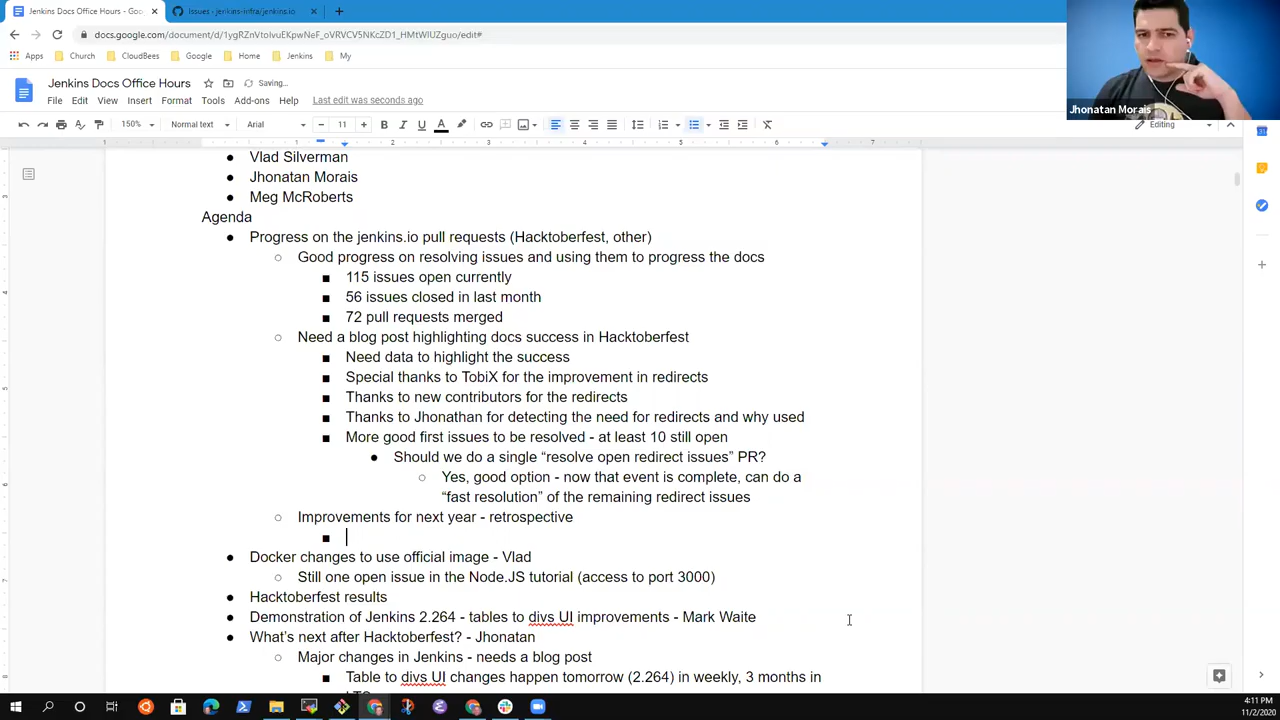 Jenkins Docs Office Hours - Goo
Issues · jenkins-infra/jenkins.io
docs.google.com/document/d/1ygRZnVtolvuEKpwNeF_oVRVCV5NKcZD1_HMtWIUZguo/edit#
Apps
Church
CloudBees
Google
Home
Jenkins
My
Jenkins Docs Office Hours
Saving...
File Edit View Insert Format Tools Add-ons Help Last edit was seconds ago
150% Normal text Arial 11
Editing
Jhonatan Morais
1 1 2 3 4 5 6 7
Vlad Silverman
Jhonatan Morais
Meg McRoberts
Agenda
Progress on the jenkins.io pull requests (Hacktoberfest, other)
Good progress on resolving issues and using them to progress the docs
115 issues open currently
56 issues closed in last month
72 pull requests merged
Need a blog post highlighting docs success in Hacktoberfest
Need data to highlight the success
Special thanks to TobiX for the improvement in redirects
Thanks to new contributors for the redirects
Thanks to Jhonathan for detecting the need for redirects and why used
More good first issues to be resolved - at least 10 still open
Should we do a single “resolve open redirect issues” PR?
Yes, good option - now that event is complete, can do a
“fast resolution” of the remaining redirect issues
Improvements for next year - retrospective
Docker changes to use official image - Vlad
Still one open issue in the Node.JS tutorial (access to port 3000)
Hacktoberfest results
Demonstration of Jenkins 2.264 - tables to divs UI improvements - Mark Waite
What’s next after Hacktoberfest? - Jhonatan
Major changes in Jenkins - needs a blog post
Table to divs UI changes happen tomorrow (2.264) in weekly, 3 months in
4:11 PM
11/2/2020